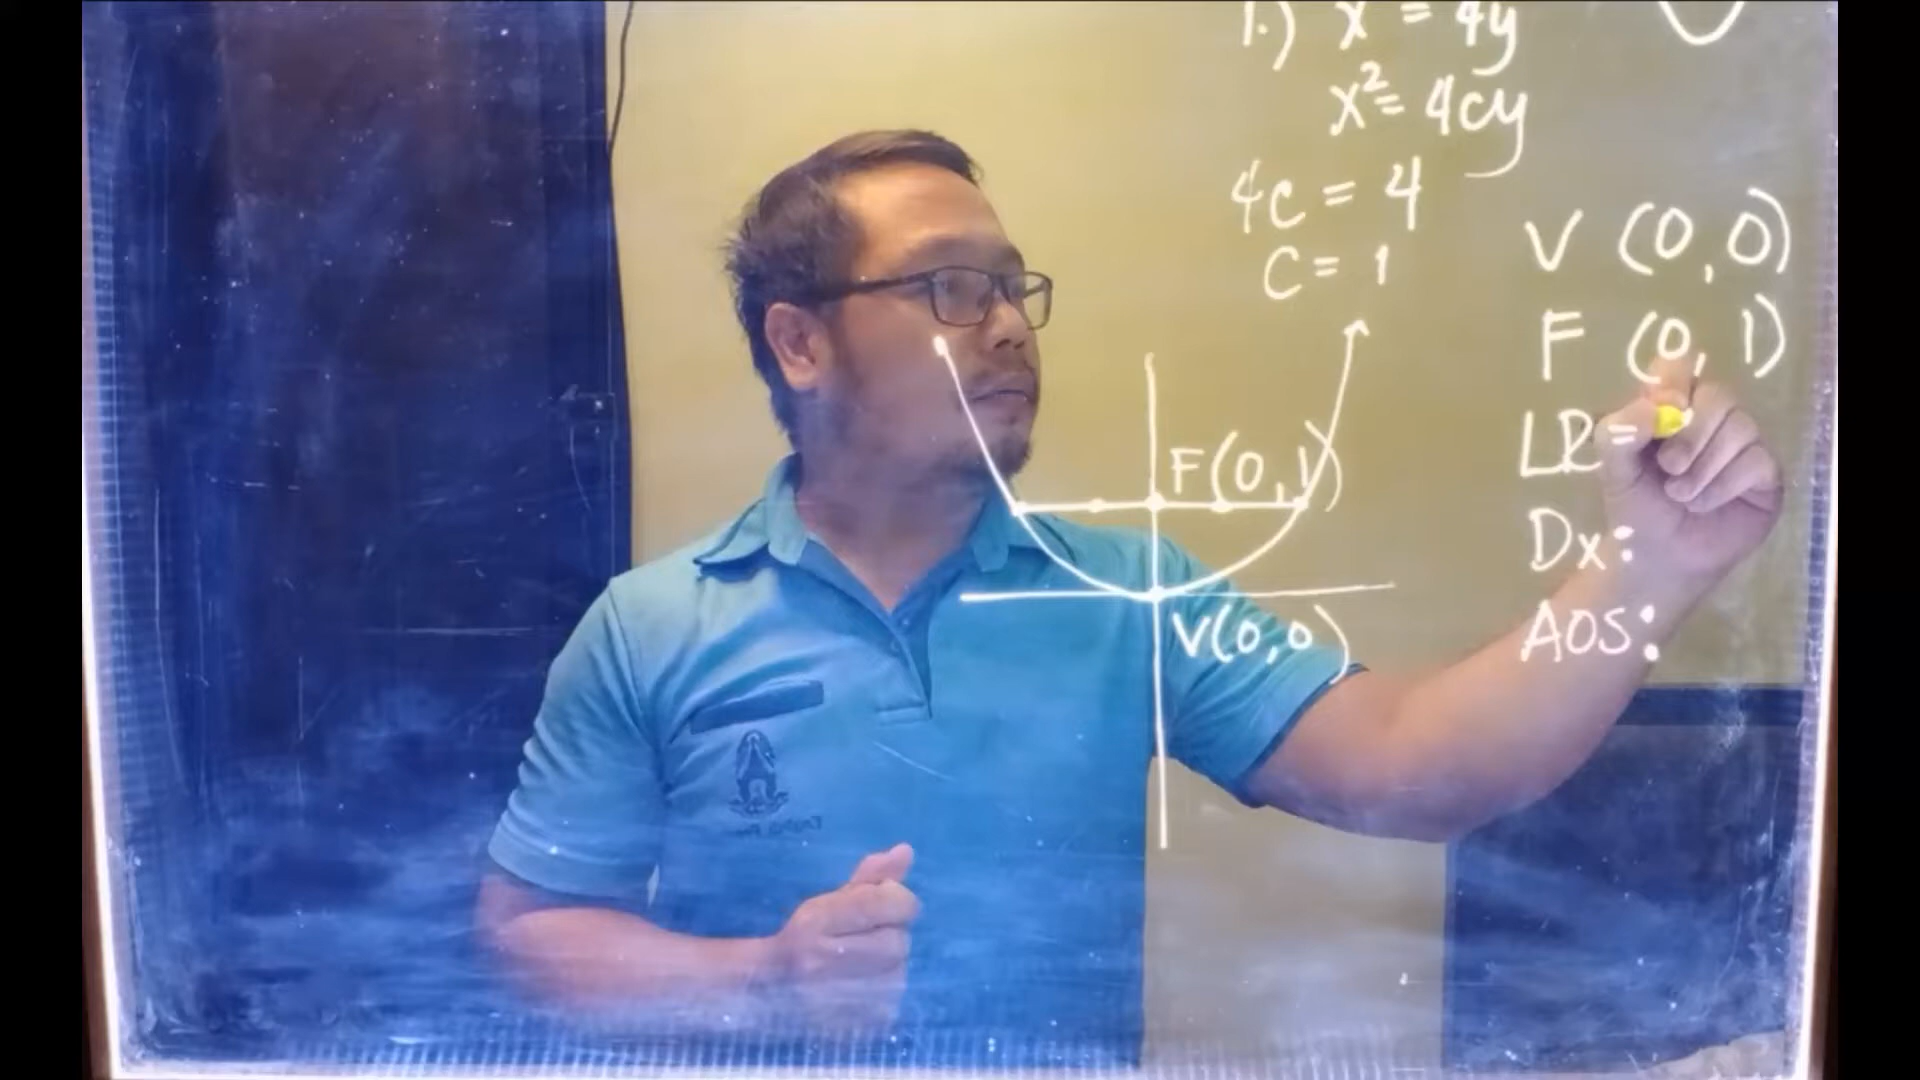 1.) x = 4y
x²= 4cy
4c = 4
c = 1
V (0,0)
F (0, 1)
LR=
Dx:
AOS:
F(0,1)
V(0,0)